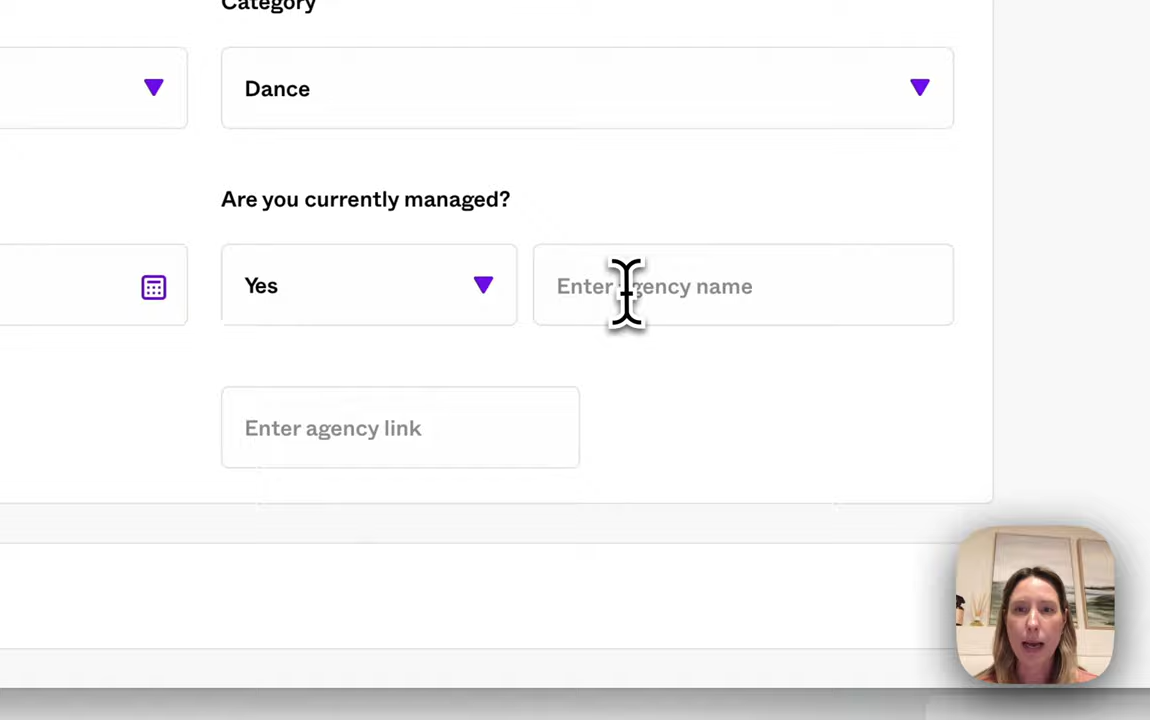 Category
Dance
Are you currently managed?
Yes
Enter agency name
Enter agency link